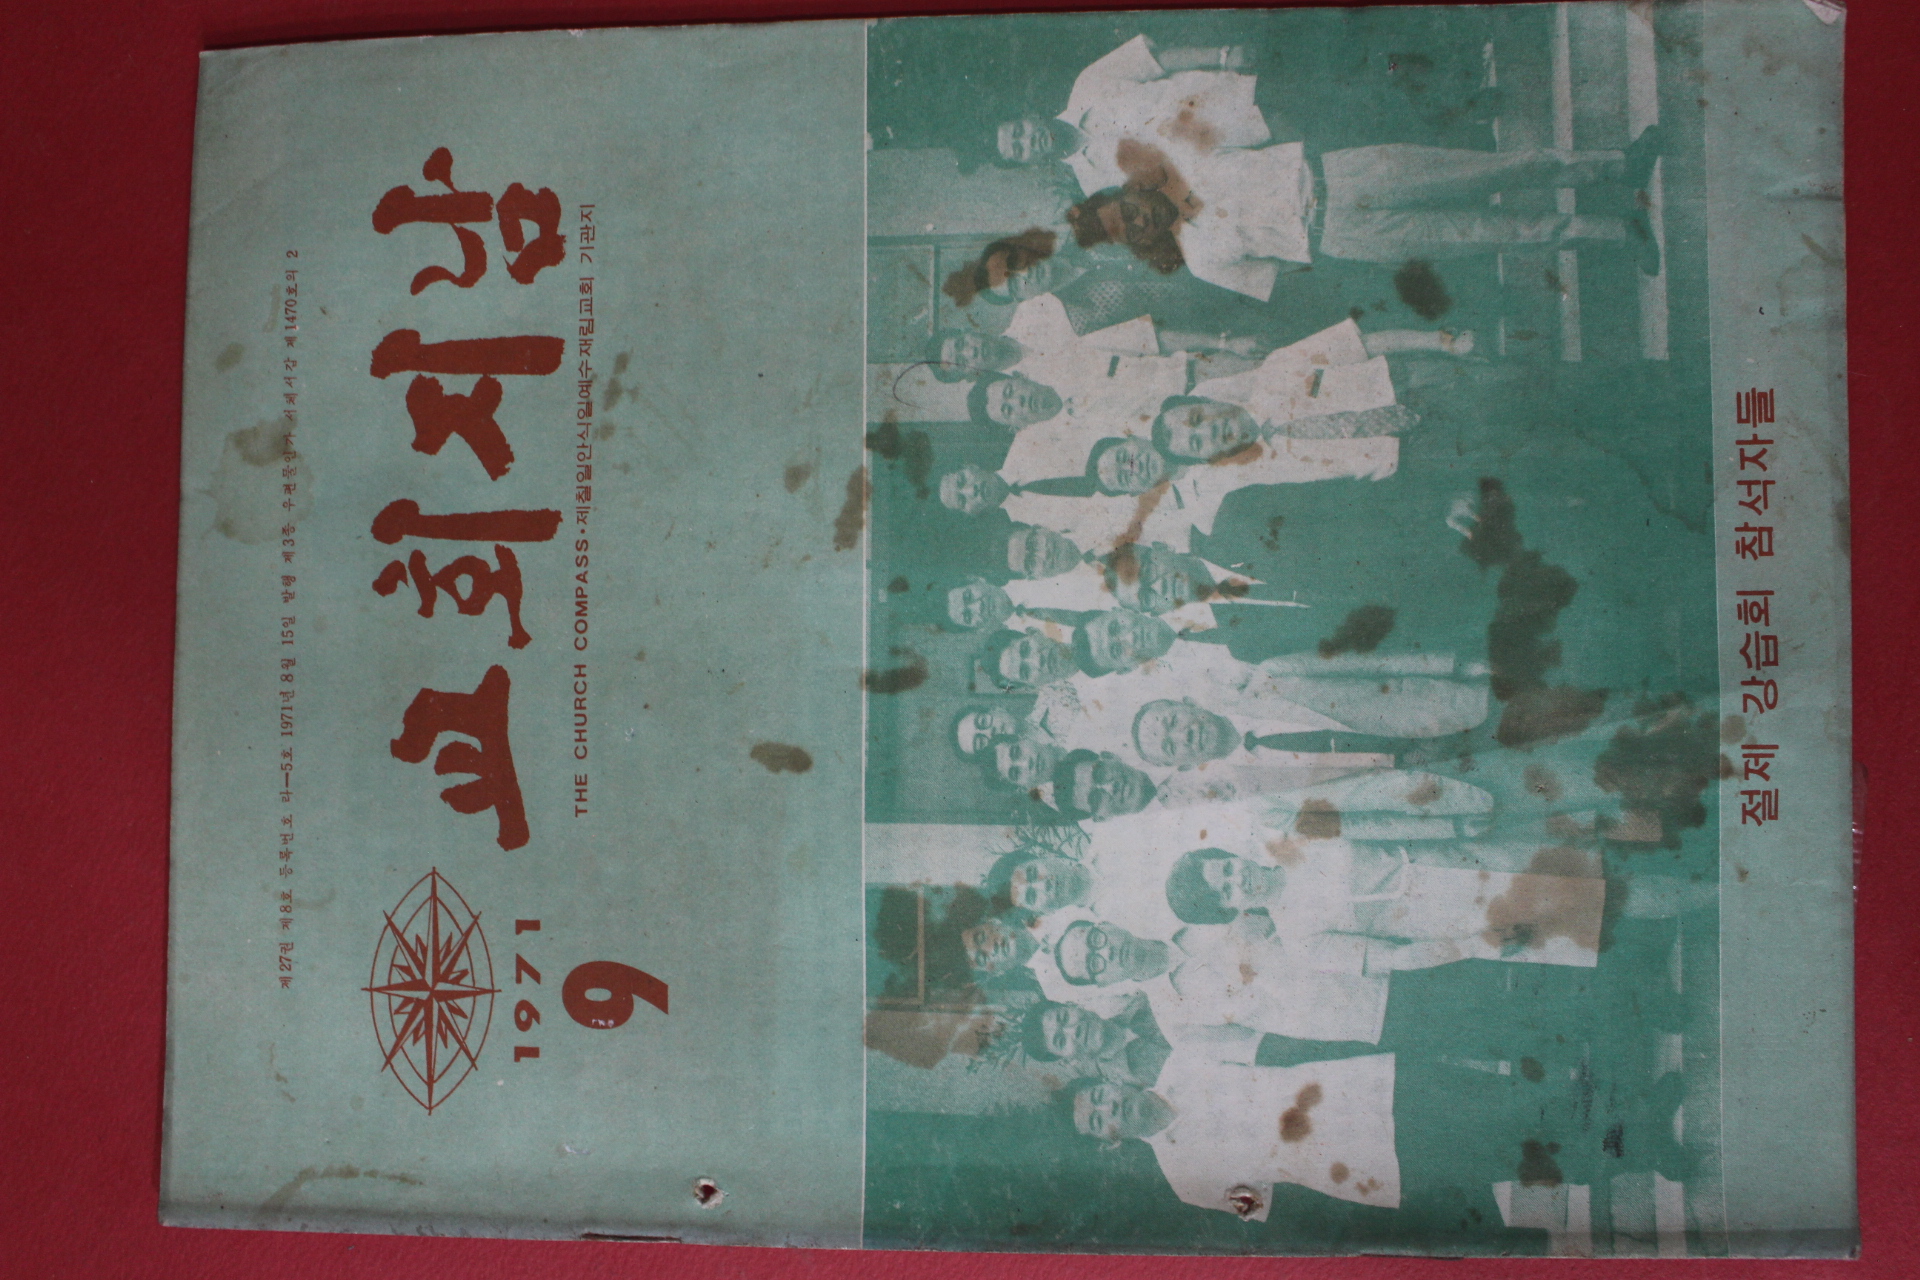 제27권 제8호 등록번호 라—5호 1971년 8월 15일 발행 제3종 우편물인가 서체서감 제1470호의 2
교회지남
THE CHURCH COMPASS·제칠일안식일예수재림교회 기관지
1971
9
절제 강습회 참석자들